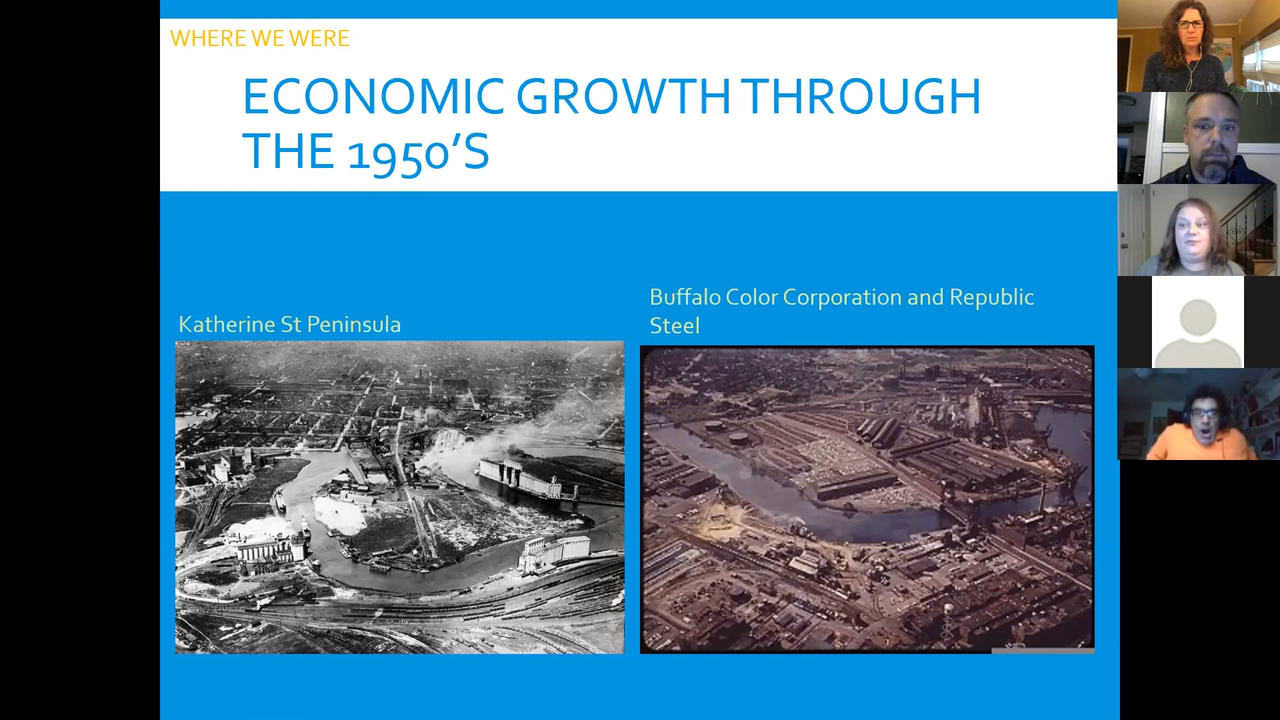 WHERE WE WERE
ECONOMIC GROWTH THROUGH
THE 1950'S
Buffalo Color Corporation and Republic
Steel
Katherine St Peninsula